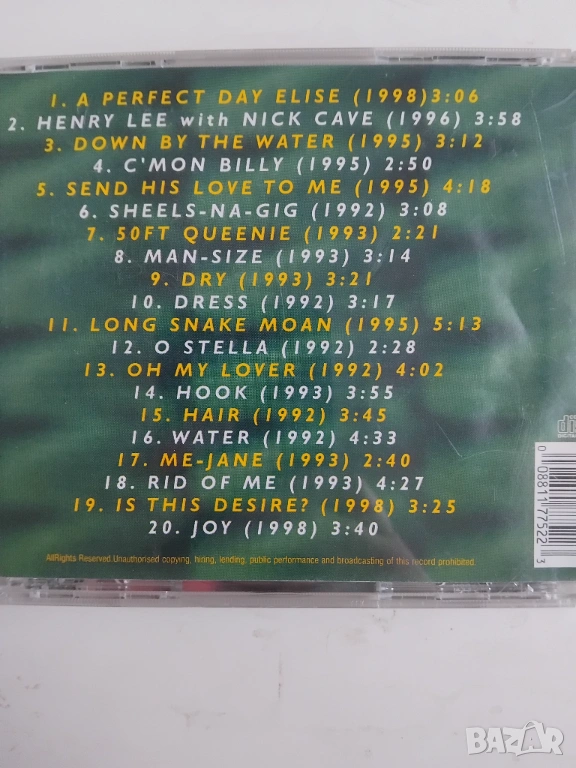 1. A PERFECT DAY ELISE (1998)3:06
2. HENRY LEE with NICK CAVE (1996) 3:58
3. DOWN BY THE WATER (1995) 3:12
4. C'MON BILLY (1995) 2:50
5. SEND HIS LOVE TO ME (1995) 4:18
6. SHEELS-NA-GIG (1992) 3:08
7. 50FT QUEENIE (1993) 2:21
8. MAN-SIZE (1993) 3:14
9. DRY (1993) 3:21
10. DRESS (1992) 3:17
11. LONG SNAKE MOAN (1995) 5:13
12. O STELLA (1992) 2:28
13. OH MY LOVER (1992) 4:02
14. HOOK (1993) 3:55
15. HAIR (1992) 3:45
16. WATER (1992) 4:33
17. ME-JANE (1993) 2:40
18. RID OF ME (1993) 4:27
19. IS THIS DESIRE? (1998) 3:25
20. JOY (1998) 3:40
AllRights Reserved.Unauthorised copying, hiring, lending, public performance and broadcasting of this record prohibited.
0 08811 77522 3
BAZAR